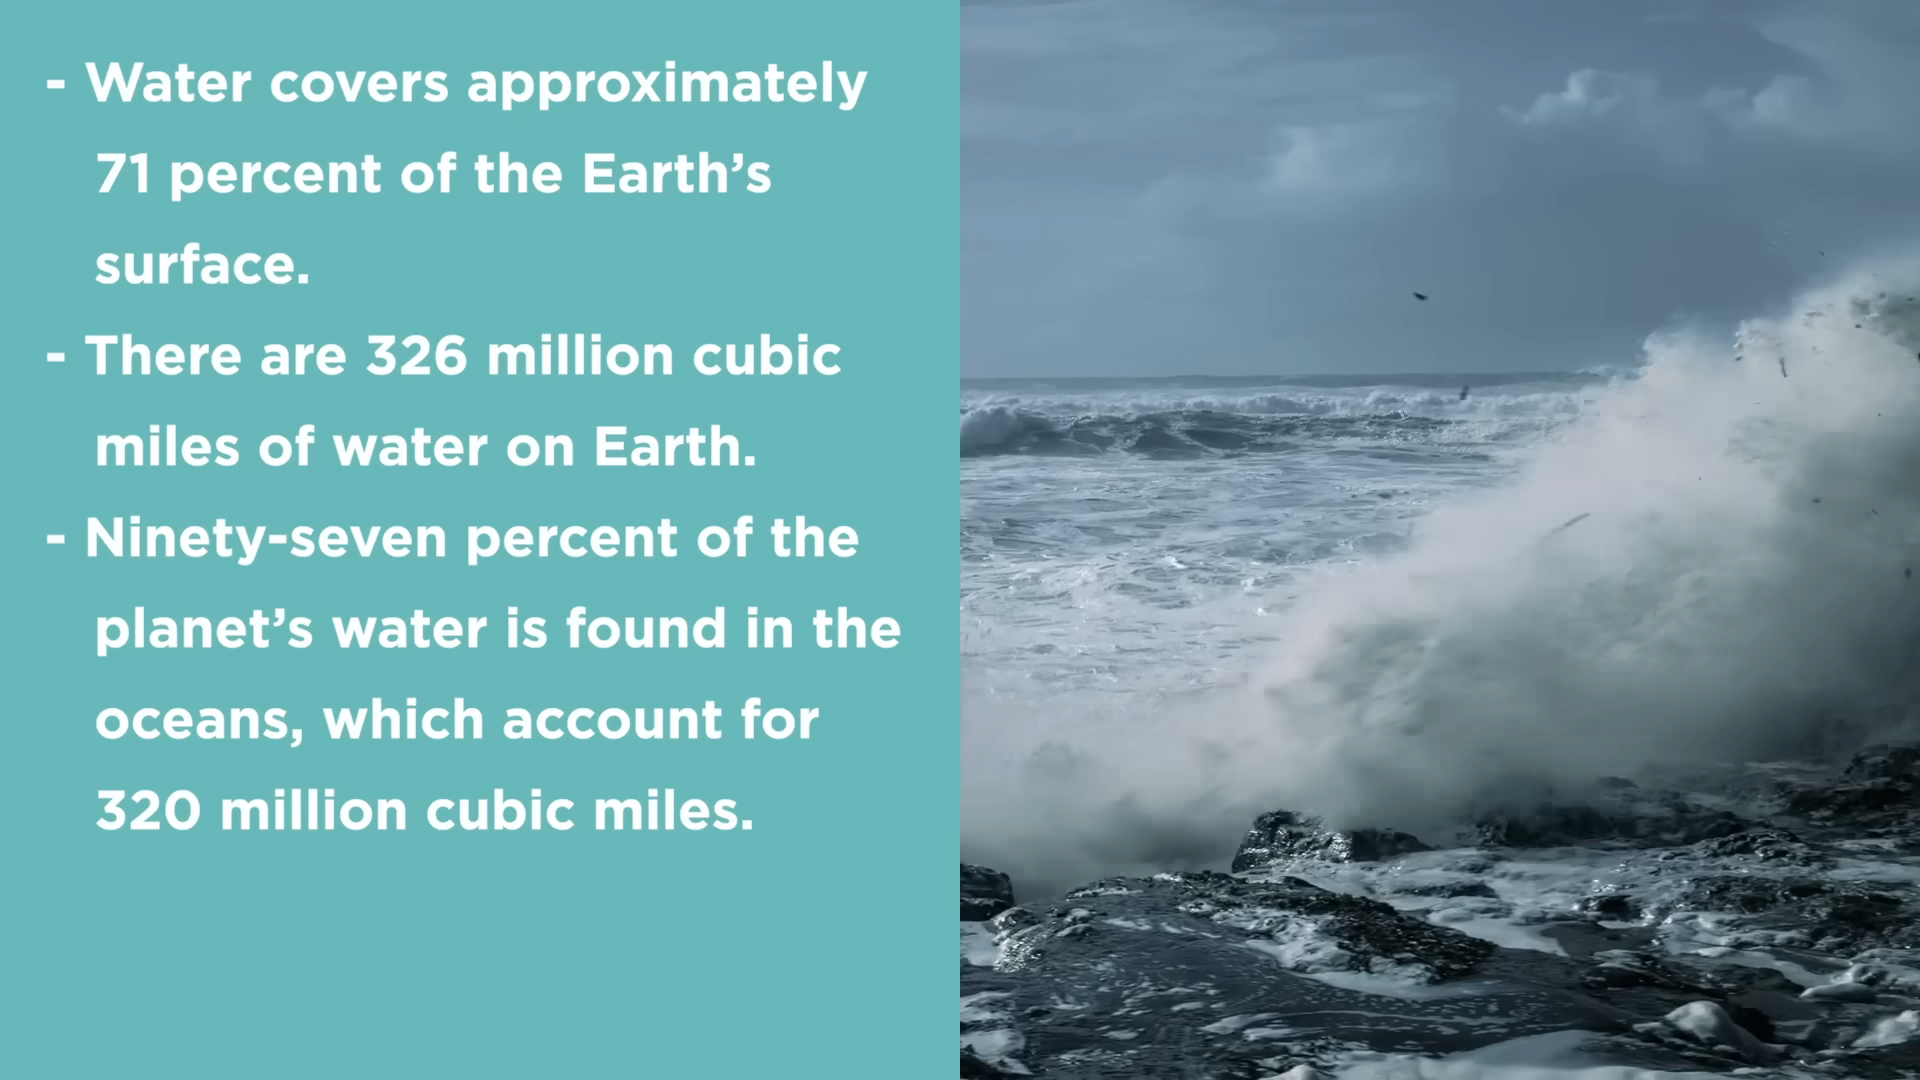 - Water covers approximately
71 percent of the Earth’s
surface.
- There are 326 million cubic
miles of water on Earth.
- Ninety-seven percent of the
planet’s water is found in the
oceans, which account for
320 million cubic miles.